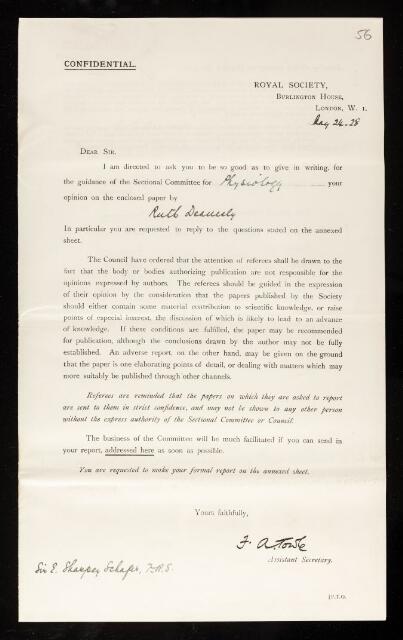 56
CONFIDENTIAL.
ROYAL SOCIETY,
BURLINGTON HOUSE,
LONDON, W. 1.
May 24 - 28
DEAR SIR,
I am directed to ask you to be so good as to give in writing, for
the guidance of the Sectional Committee for Physiology your
opinion on the enclosed paper by
Ruth Deanesly
In particular you are requested to reply to the questions stated on the annexed
sheet.
The Council have ordered that the attention of referees shall be drawn to the
fact that the body or bodies authorizing publication are not responsible for the
opinions expressed by authors. The referees should be guided in the expression
of their opinion by the consideration that the papers published by the Society
should either contain some material contribution to scientific knowledge, or raise
points of especial interest, the discussion of which is likely to lead to an advance
of knowledge. If these conditions are fulfilled, the paper may be recommended
for publication, although the conclusions drawn by the author may not be fully
established. An adverse report, on the other hand, may be given on the ground
that the paper is one elaborating points of detail, or dealing with matters which may
more suitably be published through other channels.
Referees are reminded that the papers on which they are asked to report
are sent to them in strict confidence, and may not be shown to any other person
without the express authority of the Sectional Committee or Council.
The business of the Committee will be much facilitated if you can send in
your report, addressed here as soon as possible.
You are requested to make your formal report on the annexed sheet.
Yours faithfully,
F. A. Towle
Assistant Secretary.
Sir E. Sharpey Schafer, F.R.S.
[P.T.O.